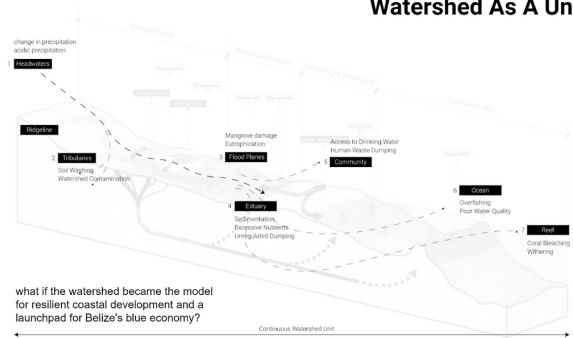 Watershed As A Un
change in precipitation
acidic precipitation
1 Headwaters
Ridgeline
2 Tributaries
Soil Washing
Watershed Contamination
Mangrove damage
Eutrophication
3 Flood Planes
Access to Drinking Water
Human Waste Dumping
5 Community
4 Estuary
Sedimentation
Excessive Nutrients
Unregulated Dumping
6 Ocean
Overfishing
Poor Water Quality
7 Reef
Coral Bleaching
Withering
what if the watershed became the model
for resilient coastal development and a
launchpad for Belize's blue economy?
Continuous Watershed Unit